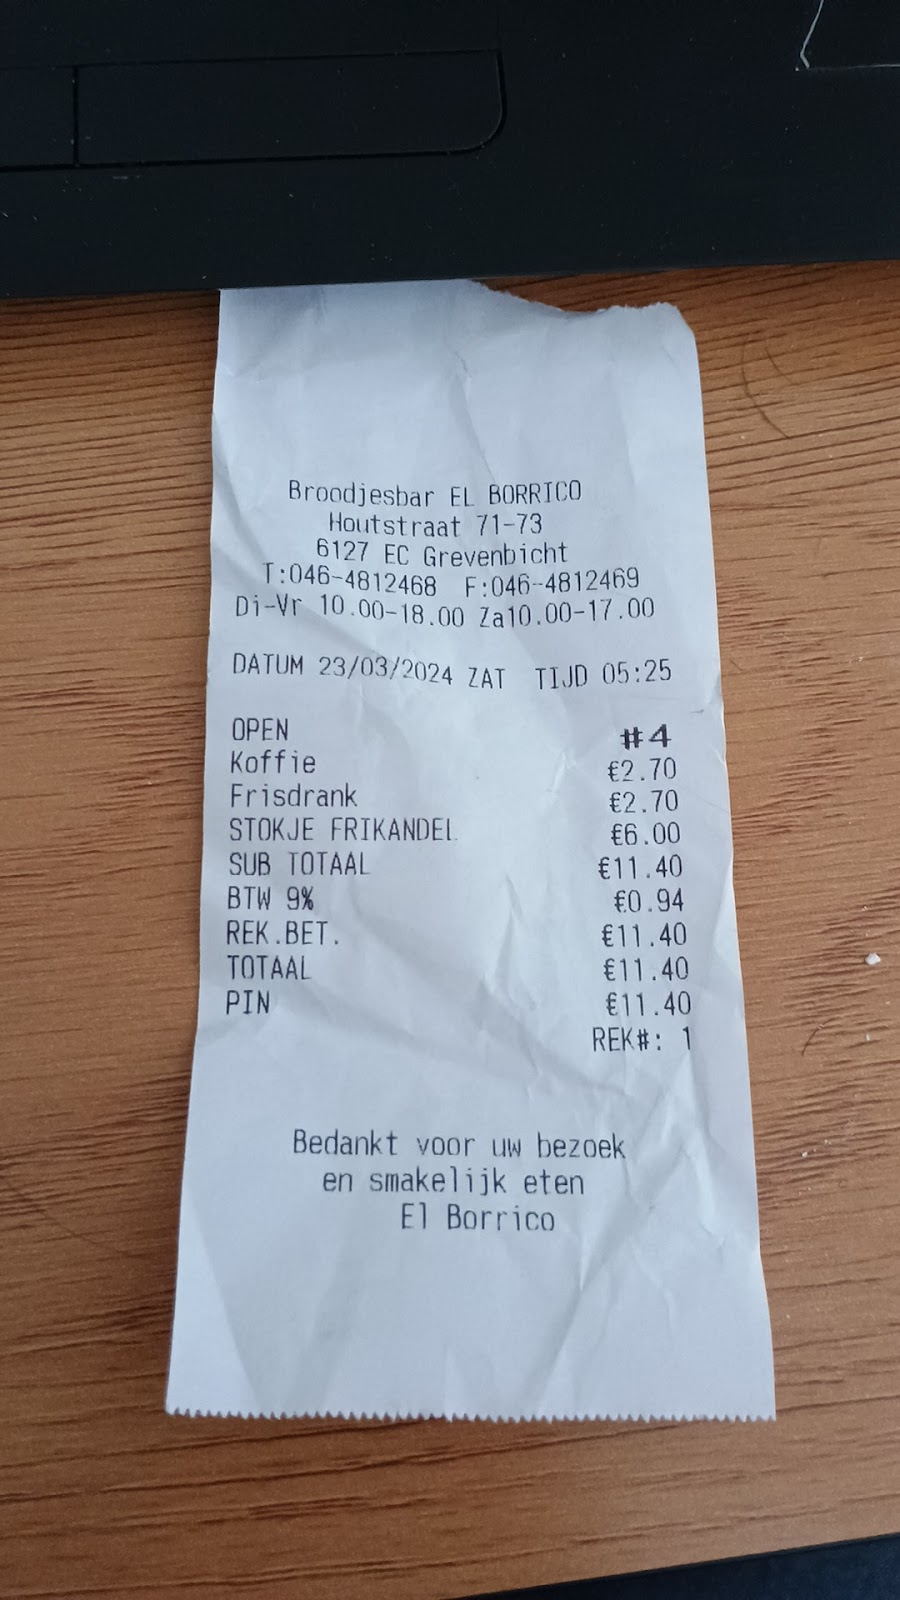 Broodjesbar EL BORRICO
Houtstraat 71-73
6127 EC Grevenbicht
T:046-4812468 F:046-4812469
Di-Vr 10.00-18.00 Za10.00-17.00
DATUM 23/03/2024 ZAT TIJD 05:25
OPEN #4
Koffie €2.70
Frisdrank €2.70
STOKJE FRIKANDEL €6.00
SUB TOTAAL €11.40
BTW 9% €0.94
REK.BET. €11.40
TOTAAL €11.40
PIN €11.40
REK#: 1
Bedankt voor uw bezoek
en smakelijk eten
El Borrico